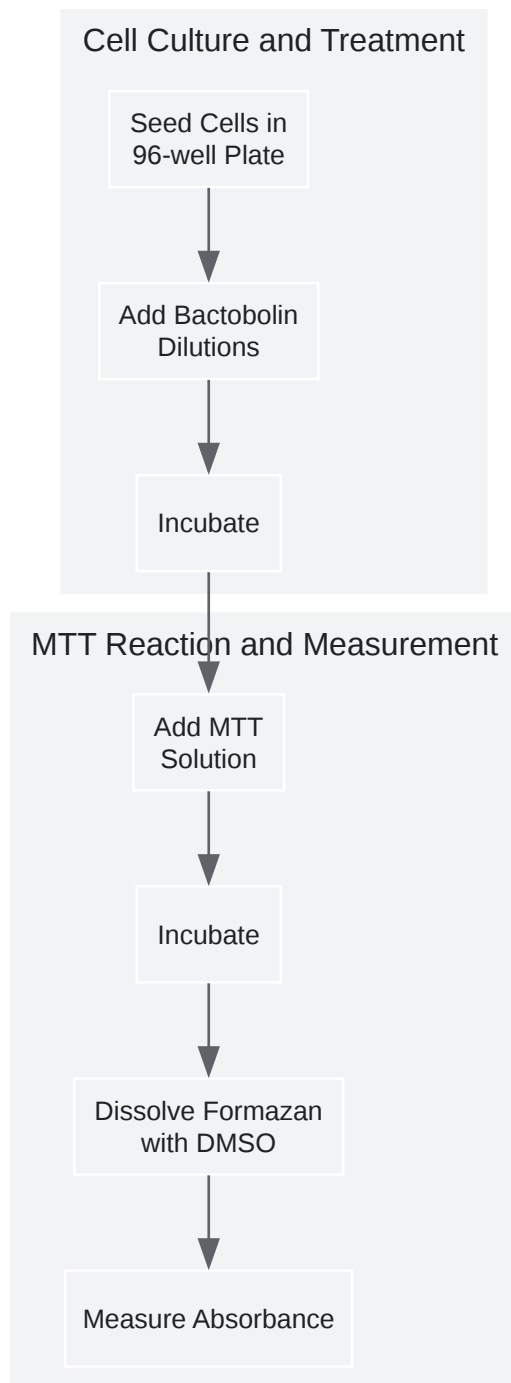 Cell Culture and Treatment
Seed Cells in
96-well Plate
Add Bactobolin
Dilutions
Incubate
MTT Reaction and Measurement
Add MTT
Solution
Incubate
Dissolve Formazan
with DMSO
Measure Absorbance